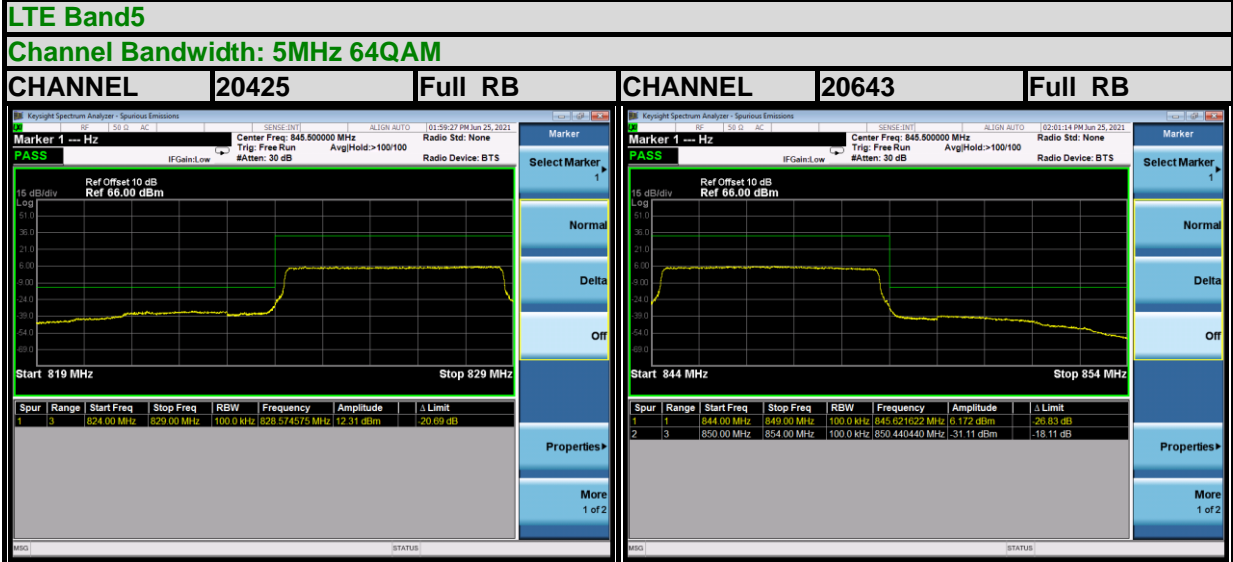 LTE Band5
Channel Bandwidth: 5MHz 64QAM
CHANNEL 20425 Full RB CHANNEL 20643 Full RB
Keysight Spectrum Analyzer - Spurious Emissions
RF 50 Ω AC SENSE:INT ALIGN AUTO 01:59:27 PM Jun 25, 2021
Marker 1 --- Hz
Center Freq: 845.500000 MHz
Radio Std: None
Trig: Free Run Avg|Hold:>100/100
PASS
IFGain:Low #Atten: 30 dB Radio Device: BTS
Ref Offset 10 dB
15 dB/div Ref 66.00 dBm
Log
51.0
36.0
21.0
6.00
-9.00
-24.0
-39.0
-54.0
-69.0
Start 819 MHz Stop 829 MHz
Spur Range Start Freq Stop Freq RBW Frequency Amplitude Δ Limit
1 3 824.00 MHz 829.00 MHz 100.0 kHz 828.574575 MHz 12.31 dBm -20.69 dB
MSG STATUS
Marker
Select Marker
1
Normal
Delta
Off
Properties
More
1 of 2
Keysight Spectrum Analyzer - Spurious Emissions
RF 50 Ω AC SENSE:INT ALIGN AUTO 02:01:14 PM Jun 25, 2021
Marker 1 --- Hz
Center Freq: 845.500000 MHz
Radio Std: None
Trig: Free Run Avg|Hold:>100/100
PASS
IFGain:Low #Atten: 30 dB Radio Device: BTS
Ref Offset 10 dB
15 dB/div Ref 66.00 dBm
Log
51.0
36.0
21.0
6.00
-9.00
-24.0
-39.0
-54.0
-69.0
Start 844 MHz Stop 854 MHz
Spur Range Start Freq Stop Freq RBW Frequency Amplitude Δ Limit
1 1 844.00 MHz 849.00 MHz 100.0 kHz 845.621622 MHz 6.172 dBm -26.83 dB
2 3 850.00 MHz 854.00 MHz 100.0 kHz 850.440440 MHz -31.11 dBm -18.11 dB
MSG STATUS
Marker
Select Marker
1
Normal
Delta
Off
Properties
More
1 of 2